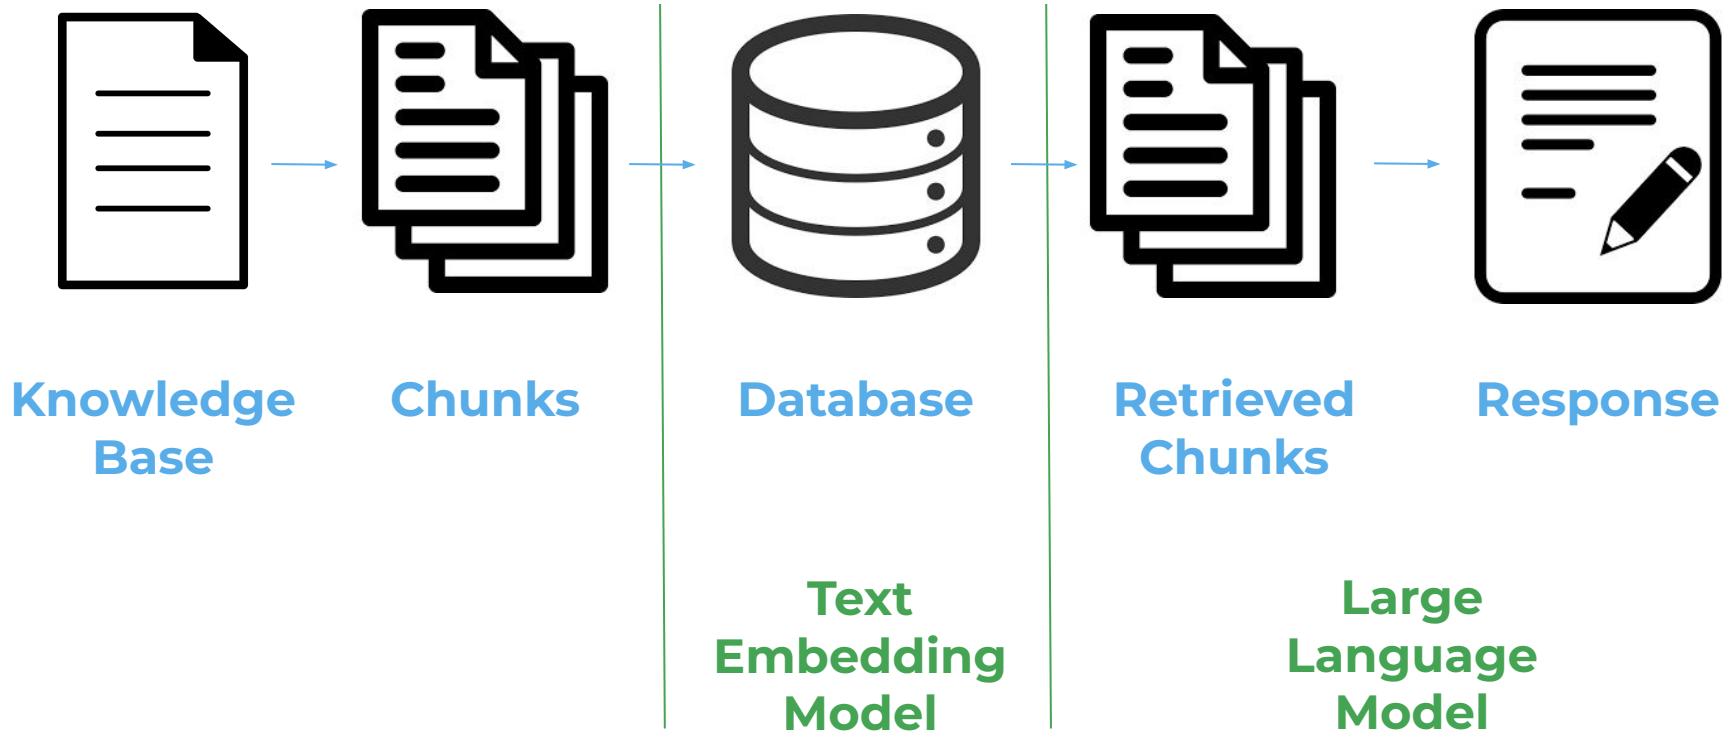 Knowledge
Base
Chunks
Database
Retrieved
Chunks
Response
Text
Embedding
Model
Large
Language
Model